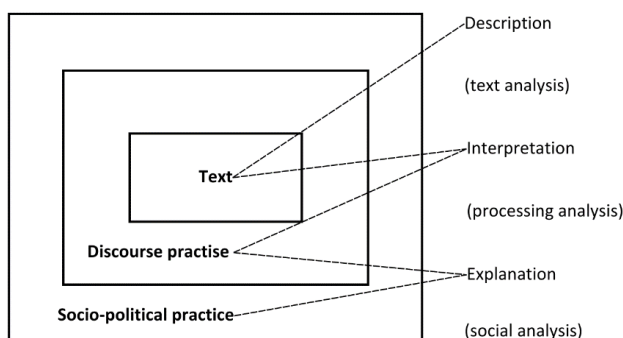 Description
(text analysis)
Interpretation
Text
(processing analysis)
Discourse practise
Explanation
Socio-political practice
(social analysis)